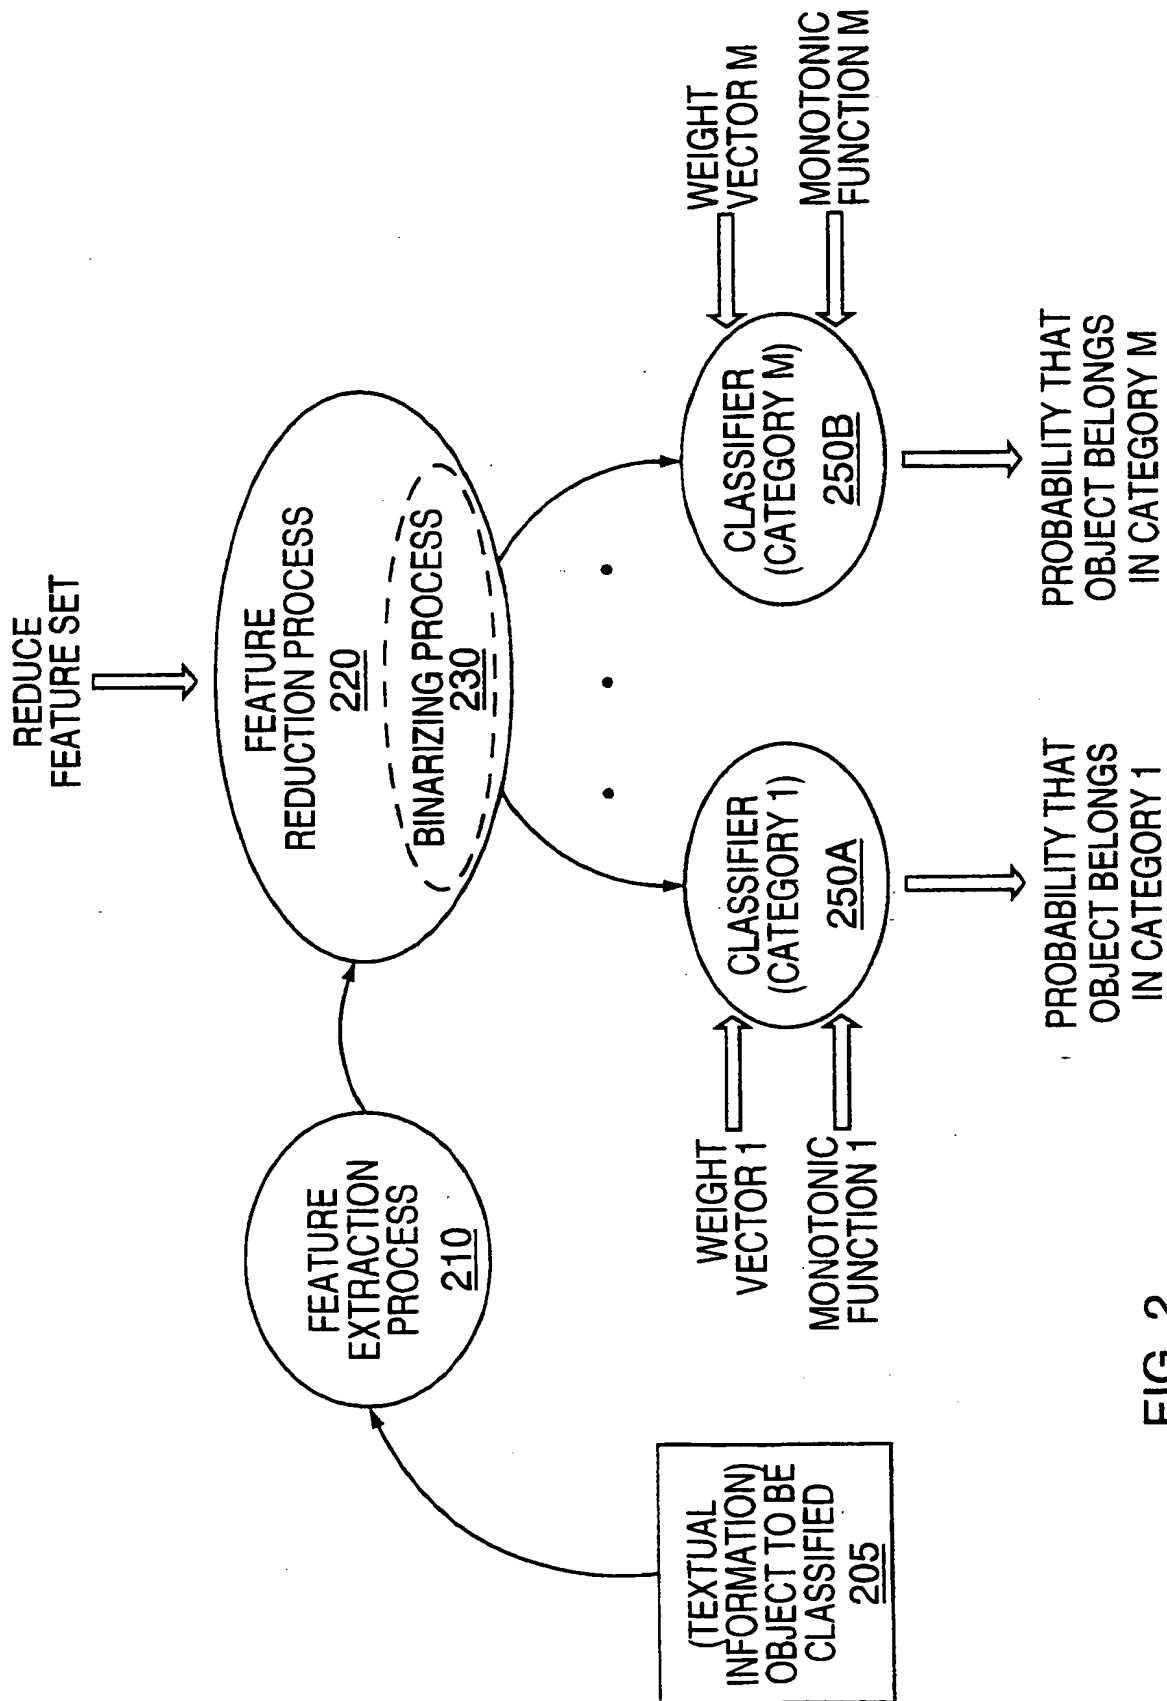 REDUCE
FEATURE SET
FEATURE
REDUCTION PROCESS
220
BINARIZING PROCESS
230
FEATURE
EXTRACTION
PROCESS
210
(TEXTUAL
INFORMATION)
OBJECT TO BE
CLASSIFIED
205
WEIGHT
VECTOR 1
MONOTONIC
FUNCTION 1
CLASSIFIER
(CATEGORY 1)
250A
PROBABILITY THAT
OBJECT BELONGS
IN CATEGORY 1
CLASSIFIER
(CATEGORY M)
250B
WEIGHT
VECTOR M
MONOTONIC
FUNCTION M
PROBABILITY THAT
OBJECT BELONGS
IN CATEGORY M
FIG. 2